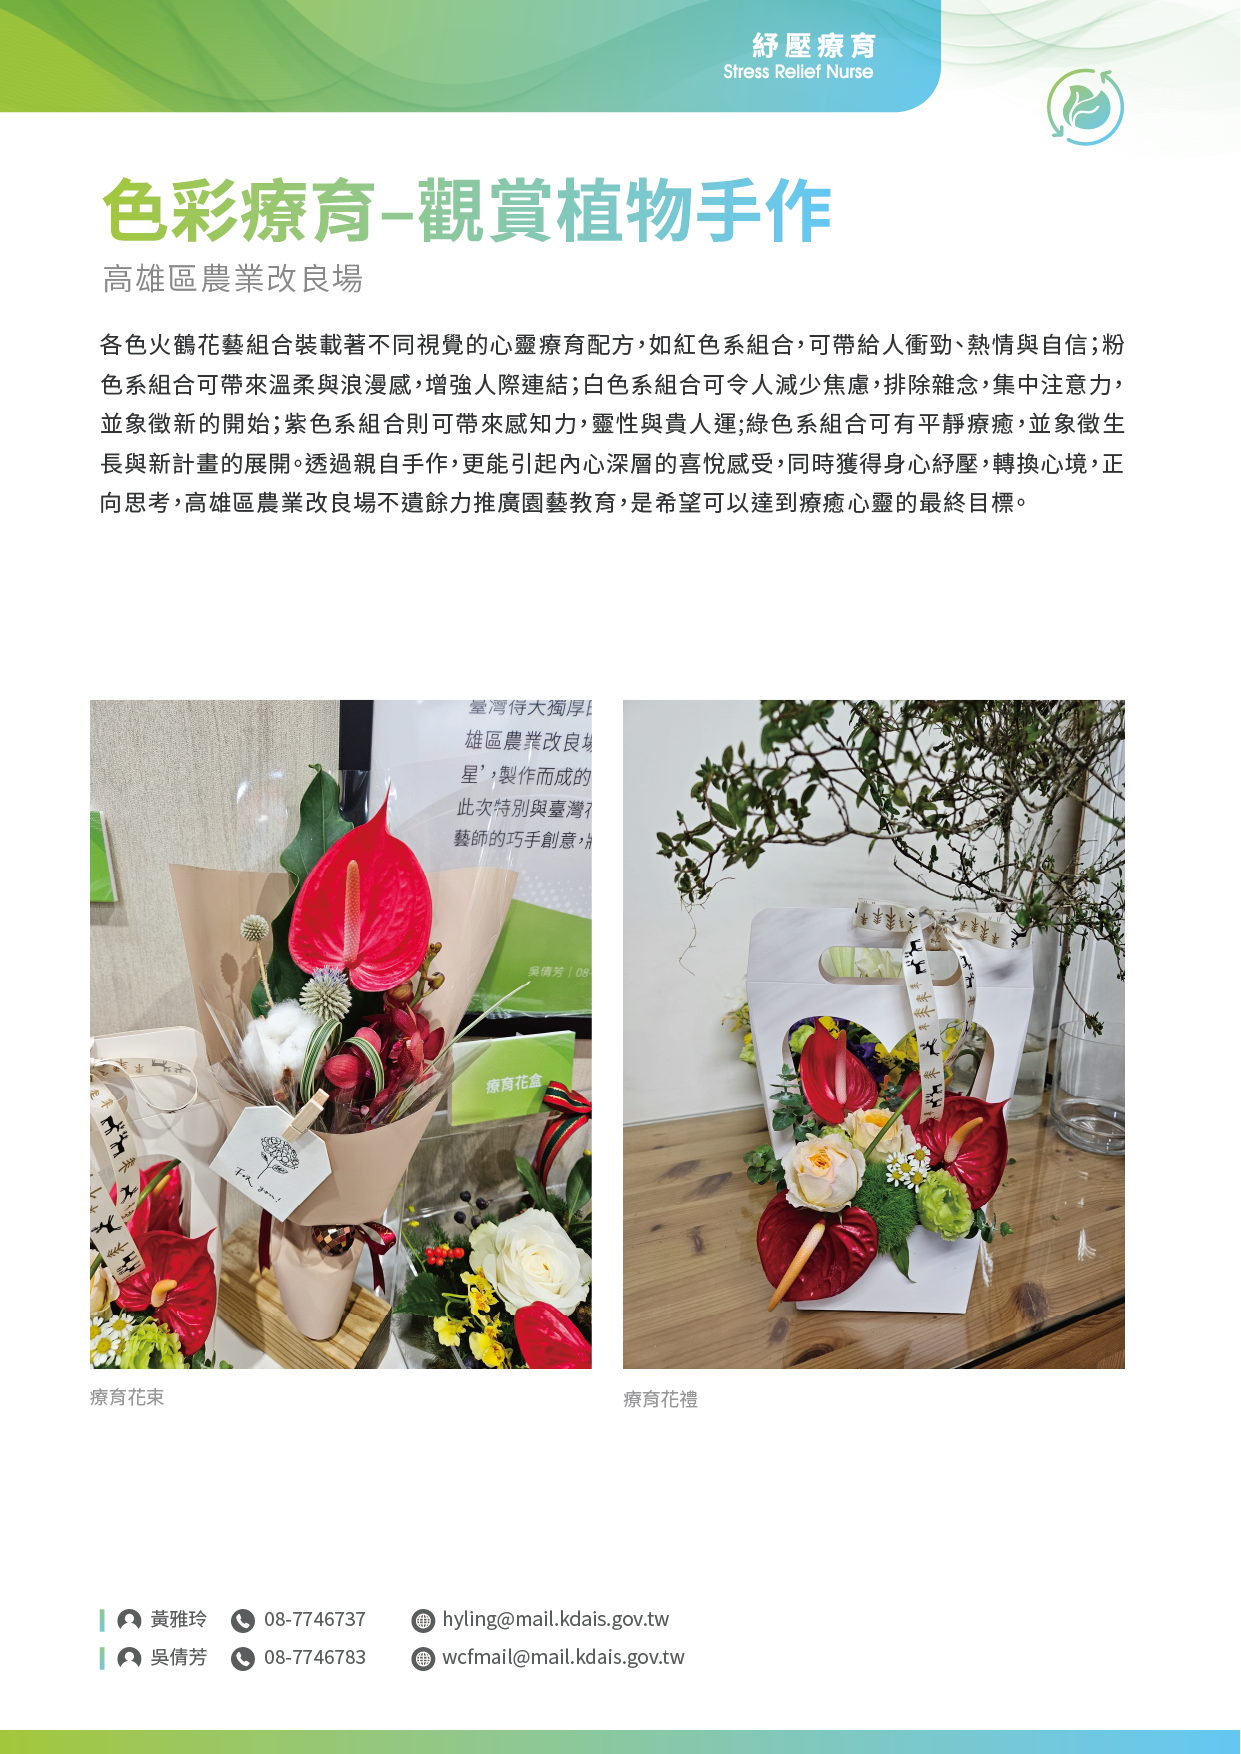 紓壓療育
Stress Relief Nurse
色彩療育–觀賞植物手作
高雄區農業改良場
各色火鶴花藝組合裝載著不同視覺的心靈療育配方，如紅色系組合，可帶給人衝勁、熱情與自信；粉
色系組合可帶來溫柔與浪漫感，增強人際連結；白色系組合可令人減少焦慮，排除雜念，集中注意力，
並象徵新的開始；紫色系組合則可帶來感知力，靈性與貴人運;綠色系組合可有平靜療癒，並象徵生
長與新計畫的展開。透過親自手作，更能引起內心深層的喜悅感受，同時獲得身心紓壓，轉換心境，正
向思考，高雄區農業改良場不遺餘力推廣園藝教育，是希望可以達到療癒心靈的最終目標。
臺灣得天獨厚
雄區農業改良場
星’，製作而成的
此次特別與臺灣花
藝師的巧手創意，
吳倩芳｜08-
療育花盒
For you!
療育花束
療育花禮
黃雅玲 08-7746737 hyling@mail.kdais.gov.tw
吳倩芳 08-7746783 wcfmail@mail.kdais.gov.tw